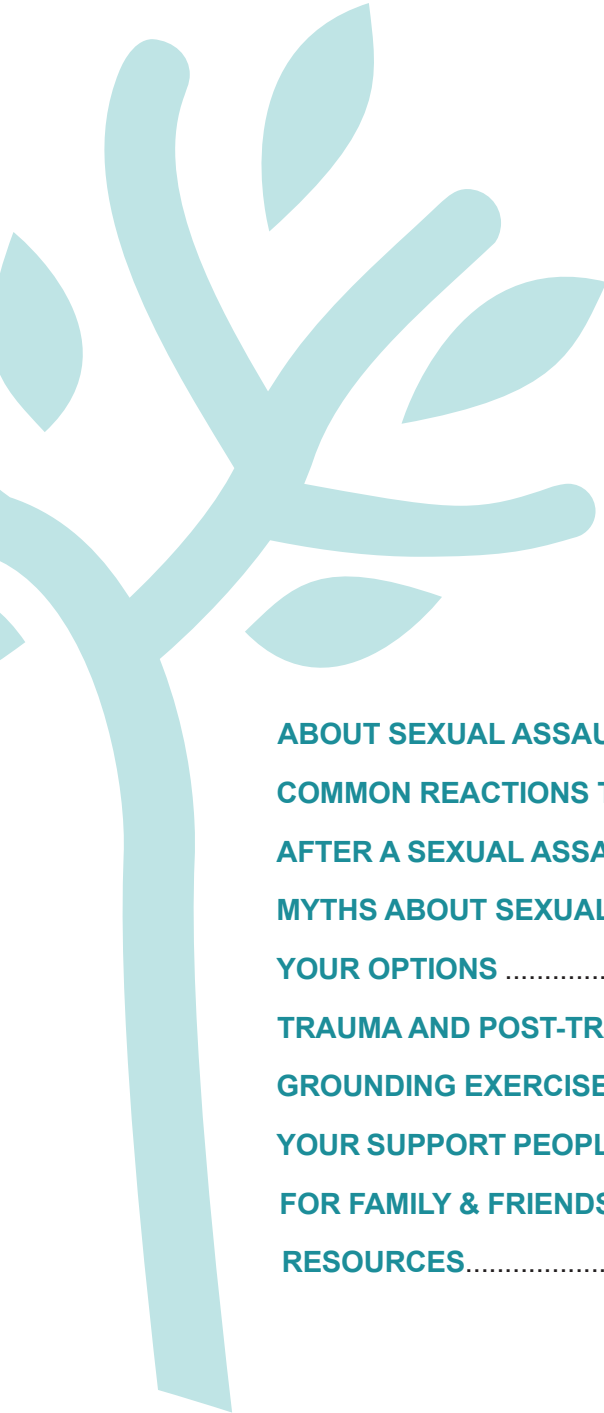 ABOUT SEXUAL ASSAU
COMMON REACTIONS T
AFTER A SEXUAL ASSA
MYTHS ABOUT SEXUAL
YOUR OPTIONS ..............
TRAUMA AND POST-TR
GROUNDING EXERCISE
YOUR SUPPORT PEOPL
FOR FAMILY & FRIENDS
RESOURCES...................